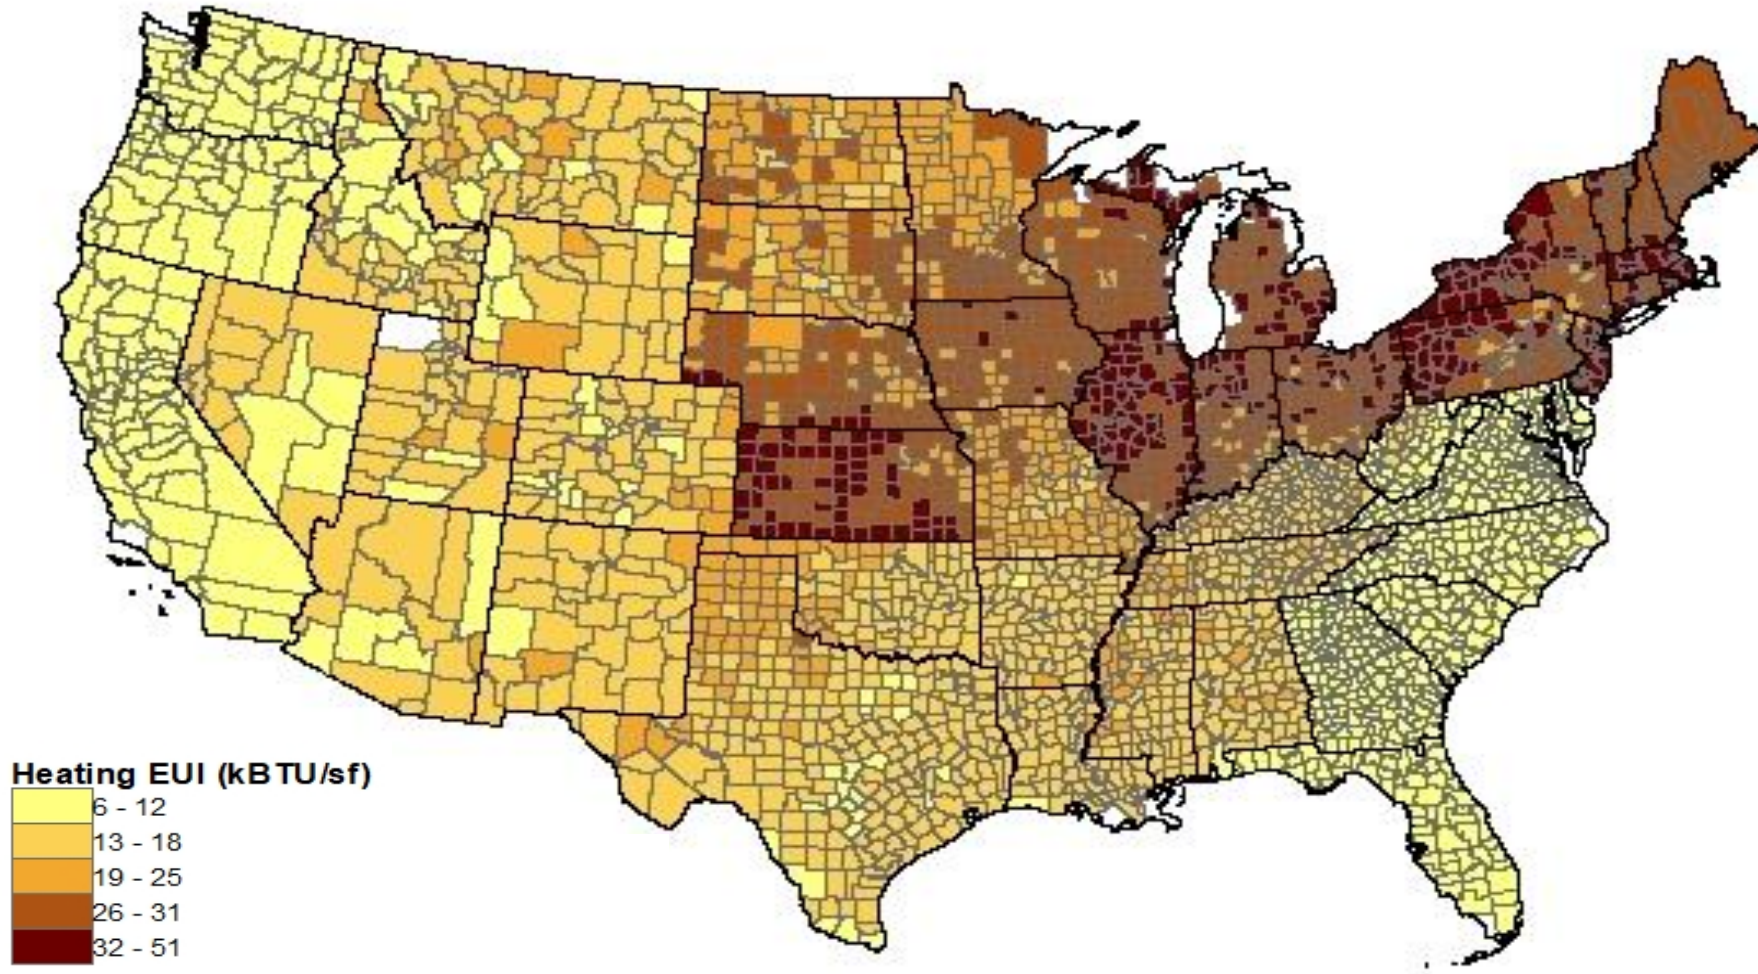 Heating EUI (kBTU/sf)
6 - 12
13 - 18
19 - 25
26 - 31
32 - 51